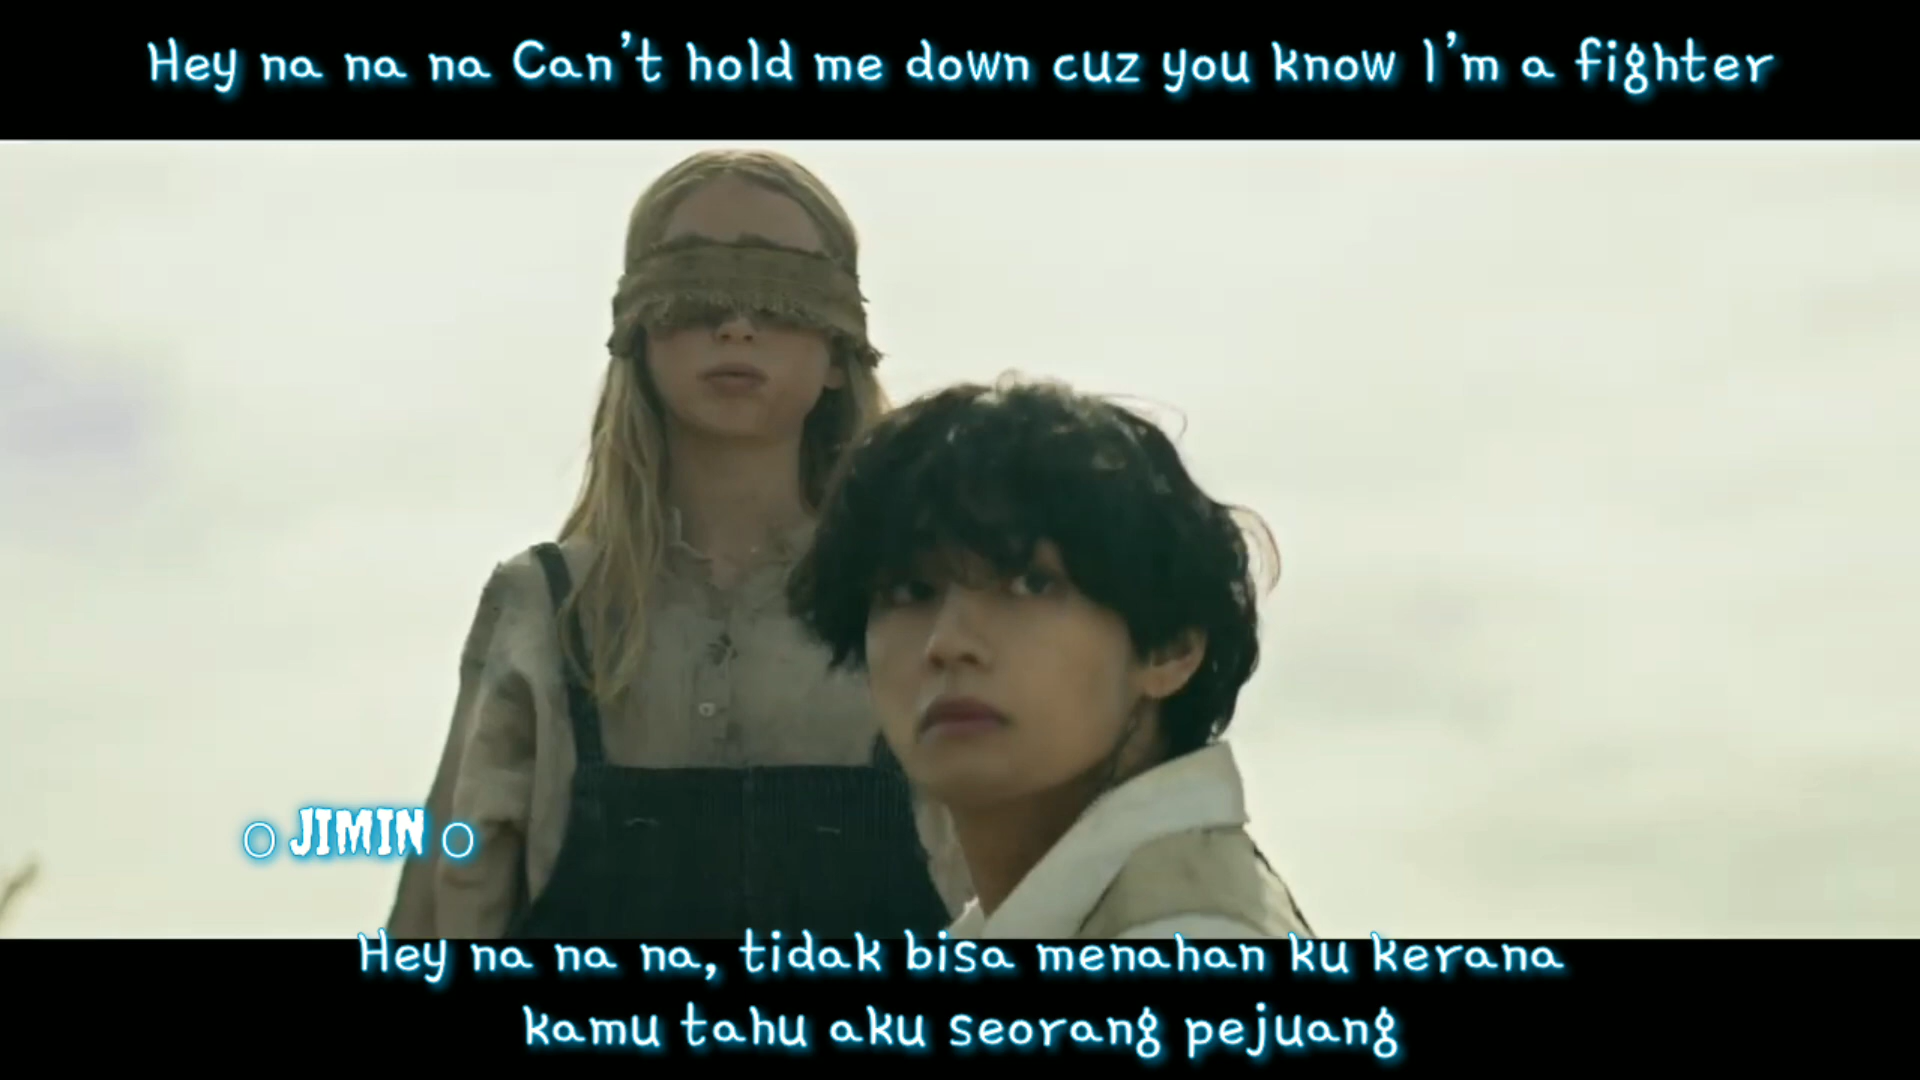 Hey na na na Can't hold me down cuz you know I'm a fighter
○ JIMIN ○
Hey na na na, tidak bisa menahan ku kerana
kamu tahu aku seorang pejuang